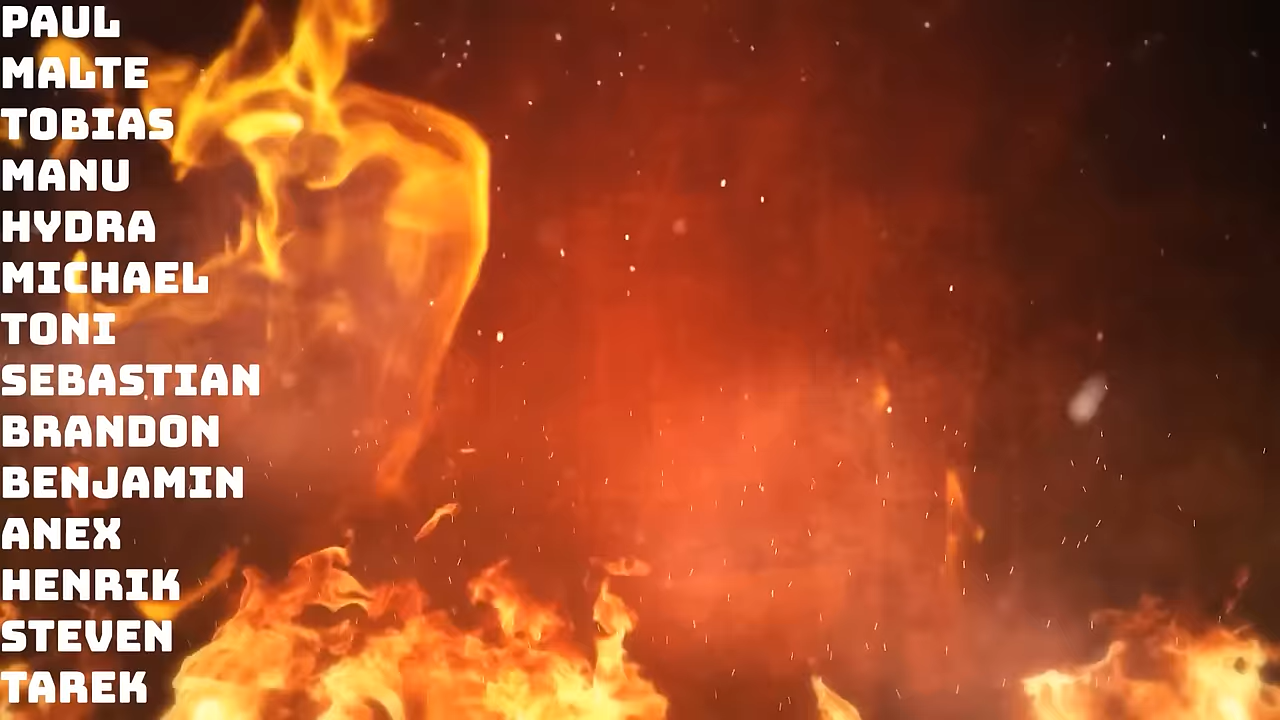 PAUL
MALTE
TOBIAS
MANU
HYDRA
MICHAEL
TONI
SEBASTIAN
BRANDON
BENJAMIN
ANEX
HENRIK
STEVEN
TAREK